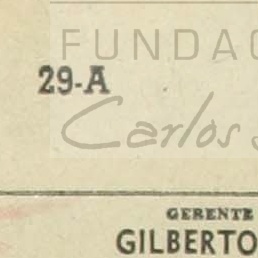 FUNDAC
29-A
Carlos
GERENTE
GILBERTO